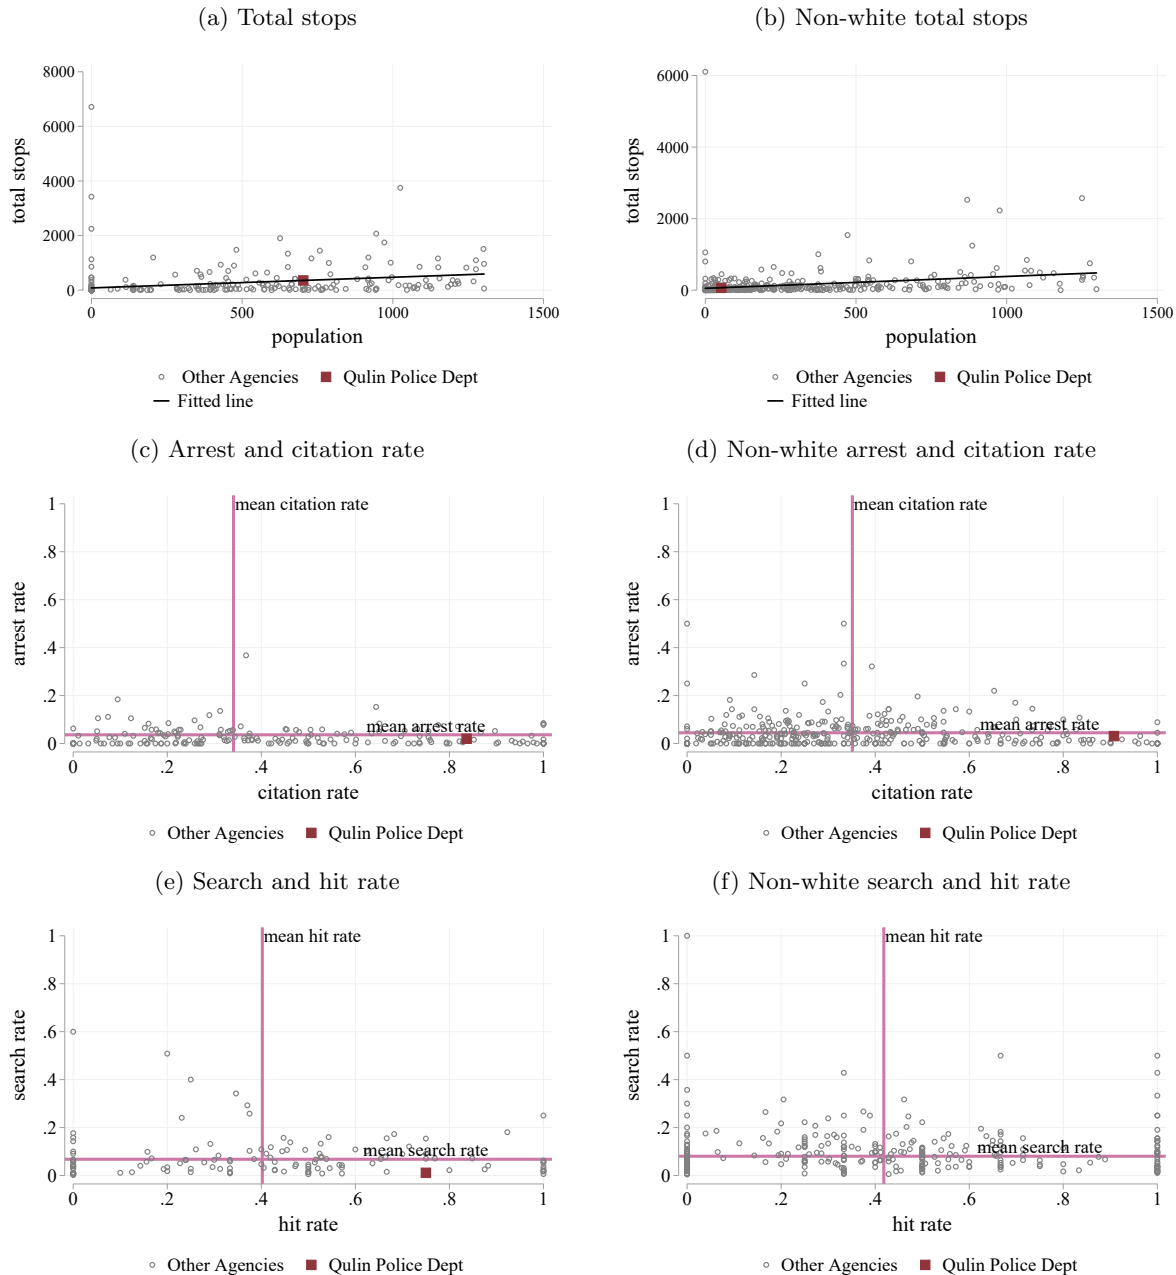 (a) Total stops
(b) Non-white total stops
8000
6000
4000
2000
0
total stops
0
500
1000
1500
population
Other Agencies
Qulin Police Dept
Fitted line
6000
4000
2000
0
total stops
0
500
1000
1500
population
Other Agencies
Qulin Police Dept
Fitted line
(c) Arrest and citation rate
(d) Non-white arrest and citation rate
1
.8
.6
.4
.2
0
arrest rate
mean citation rate
mean arrest rate
0
.2
.4
.6
.8
1
citation rate
Other Agencies
Qulin Police Dept
1
.8
.6
.4
.2
0
arrest rate
mean citation rate
mean arrest rate
0
.2
.4
.6
.8
1
citation rate
Other Agencies
Qulin Police Dept
(e) Search and hit rate
(f) Non-white search and hit rate
1
.8
.6
.4
.2
0
search rate
mean hit rate
mean search rate
0
.2
.4
.6
.8
1
hit rate
Other Agencies
Qulin Police Dept
1
.8
.6
.4
.2
0
search rate
mean hit rate
mean search rate
0
.2
.4
.6
.8
1
hit rate
Other Agencies
Qulin Police Dept